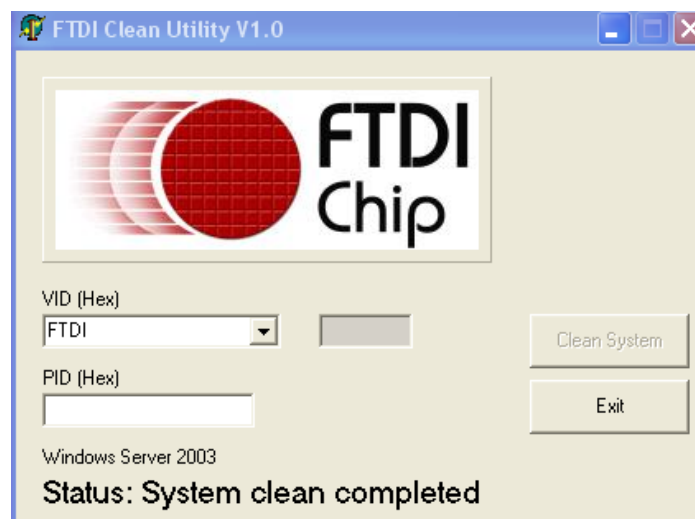 FTDI Clean Utility V1.0
FTDI
Chip
VID (Hex)
FTDI
Clean System
PID (Hex)
Exit
Windows Server 2003
Status: System clean completed